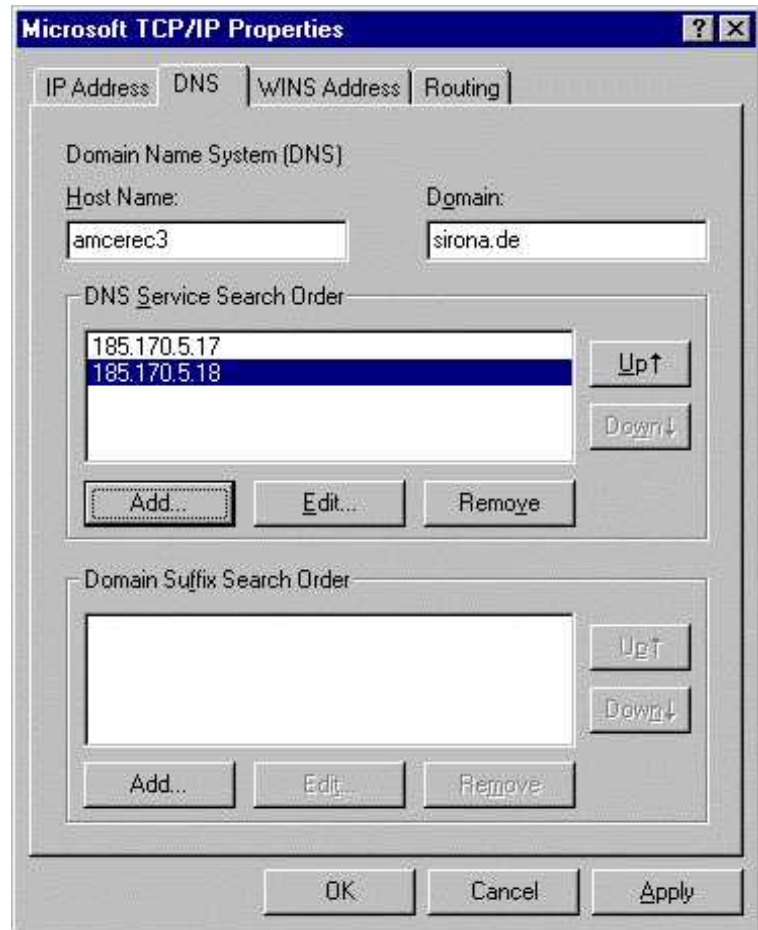 Microsoft TCP/IP Properties
? ×
IP Address DNS WINS Address Routing
Domain Name System (DNS)
Host Name: Domain:
amcerec3 sirona.de
DNS Service Search Order
185.170.5.17
185.170.5.18
Up↑
Down↓
Add... Edit... Remove
Domain Suffix Search Order
Up↑
Down↓
Add... Edit... Remove
OK Cancel Apply